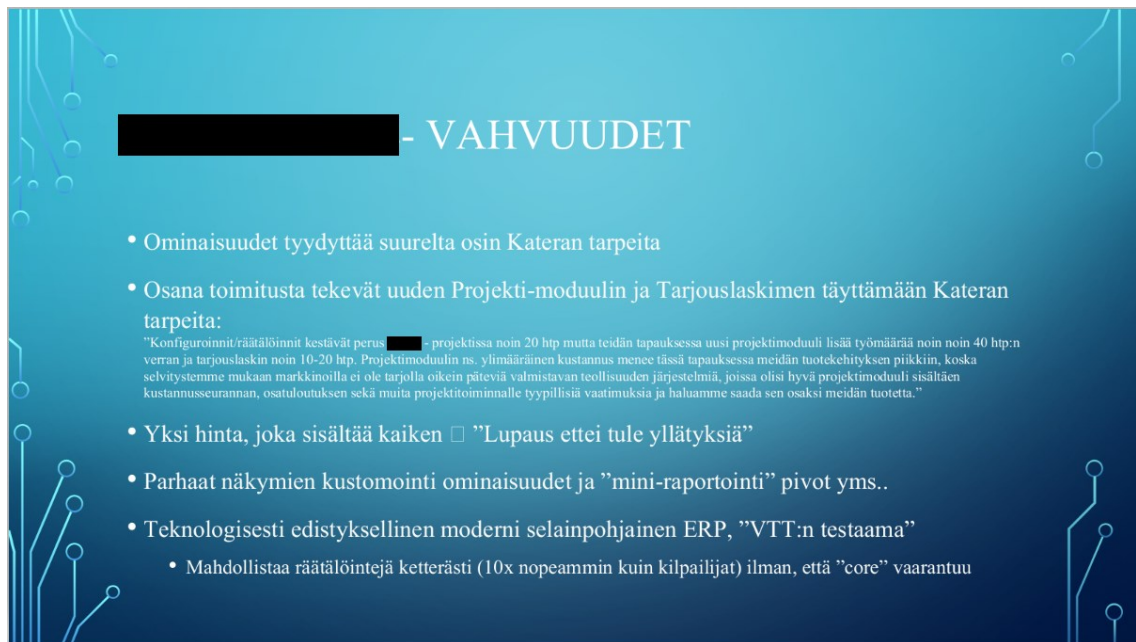 - VAHVUUDET
• Ominaisuudet tyydyttää suurelta osin Kateran tarpeita
• Osana toimitusta tekevät uuden Projekti-moduulin ja Tarjouslaskimen täyttämään Kateran
tarpeita:
”Konfiguroinnit/räätälöinnit kestävät perus - projektissa noin 20 htp mutta teidän tapauksessa uusi projektimoduuli lisää työmäärää noin noin 40 htp:n
verran ja tarjouslaskin noin 10-20 htp. Projektimoduulin ns. ylimääräinen kustannus menee tässä tapauksessa meidän tuotekehityksen piikkiin, koska
selvitystemme mukaan markkinoilla ei ole tarjolla oikein päteviä valmistavan teollisuuden järjestelmiä, joissa olisi hyvä projektimoduuli sisältäen
kustannusseurannan, osatuloutuksen sekä muita projektitoiminnalle tyypillisiä vaatimuksia ja haluamme saada sen osaksi meidän tuotetta.”
• Yksi hinta, joka sisältää kaiken □ ”Lupaus ettei tule yllätyksiä”
• Parhaat näkymien kustomointi ominaisuudet ja ”mini-raportointi” pivot yms..
• Teknologisesti edistyksellinen moderni selainpohjainen ERP, ”VTT:n testaama”
• Mahdollistaa räätälöintejä ketterästi (10x nopeammin kuin kilpailijat) ilman, että ”core” vaarantuu